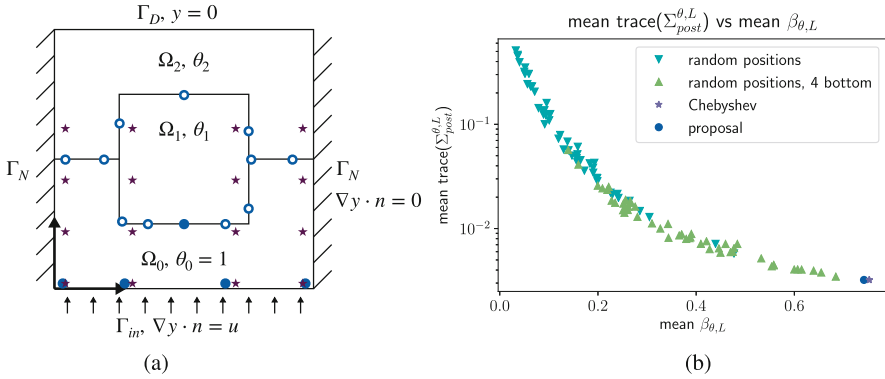 Γ_D, y = 0
Ω_2, θ_2
Ω_1, θ_1
Γ_N
Γ_N
∇y · n = 0
Ω_0, θ_0 = 1
Γ_in, ∇y · n = u
(a)
mean trace(Σ_post^θ,L) vs mean β_θ,L
random positions
random positions, 4 bottom
Chebyshev
proposal
mean trace(Σ_post^θ,L)
10^−1
10^−2
0.0 0.2 0.4 0.6
mean β_θ,L
(b)